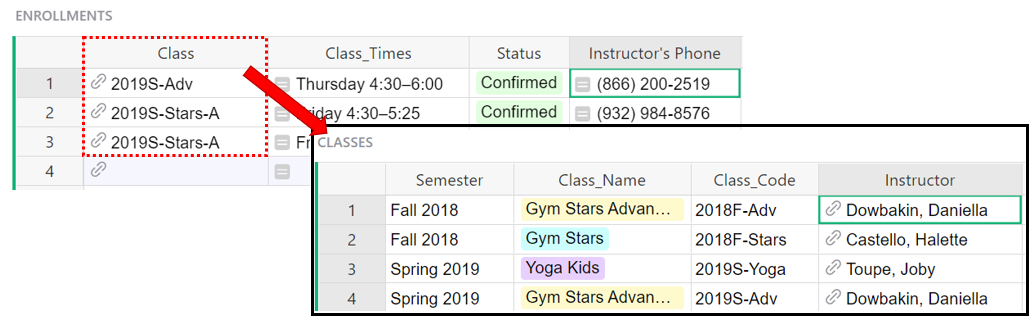 ENROLLMENTS
Class Class_Times Status Instructor's Phone
1 2019S-Adv Thursday 4:30–6:00 Confirmed (866) 200-2519
2 2019S-Stars-A riday 4:30–5:25 Confirmed (932) 984-8576
3 2019S-Stars-A Fr
4
CLASSES
Semester Class_Name Class_Code Instructor
1 Fall 2018 Gym Stars Advan... 2018F-Adv Dowbakin, Daniella
2 Fall 2018 Gym Stars 2018F-Stars Castello, Halette
3 Spring 2019 Yoga Kids 2019S-Yoga Toupe, Joby
4 Spring 2019 Gym Stars Advan... 2019S-Adv Dowbakin, Daniella